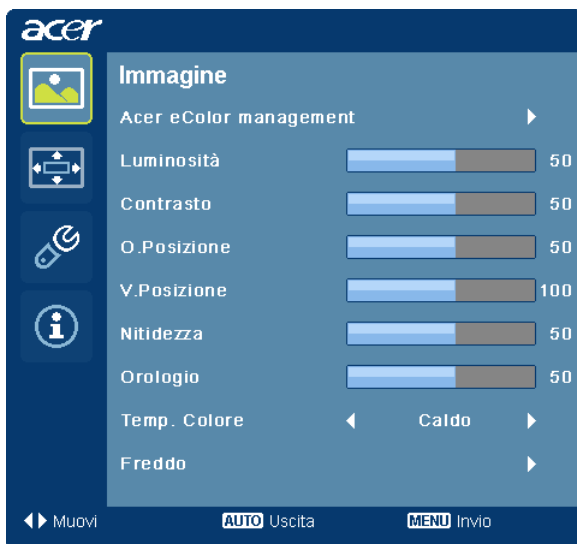 acer
Immagine
Acer eColor management
Luminosità 50
Contrasto 50
O.Posizione 50
V.Posizione 100
Nitidezza 50
Orologio 50
Temp. Colore Caldo
Freddo
Muovi AUTO Uscita MENU Invio